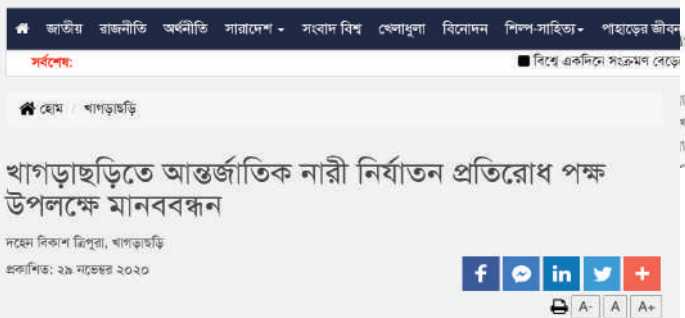 জাতীয় রাজনীতি অর্থনীতি সারাদেশ সংবাদ বিশ্ব খেলাধুলা বিনোদন শিল্প-সাহিত্য পাহাড়ের জীবন
সর্বশেষ: বিশ্বে একদিনে সংক্রমণ বেড়ে
হোম / খাগড়াছড়ি
খাগড়াছড়িতে আন্তর্জাতিক নারী নির্যাতন প্রতিরোধ পক্ষ
উপলক্ষে মানববন্ধন
দহেন বিকাশ ত্রিপুরা, খাগড়াছড়ি
প্রকাশিত: ২৯ নভেম্বর ২০২০
f in +
A- A A+